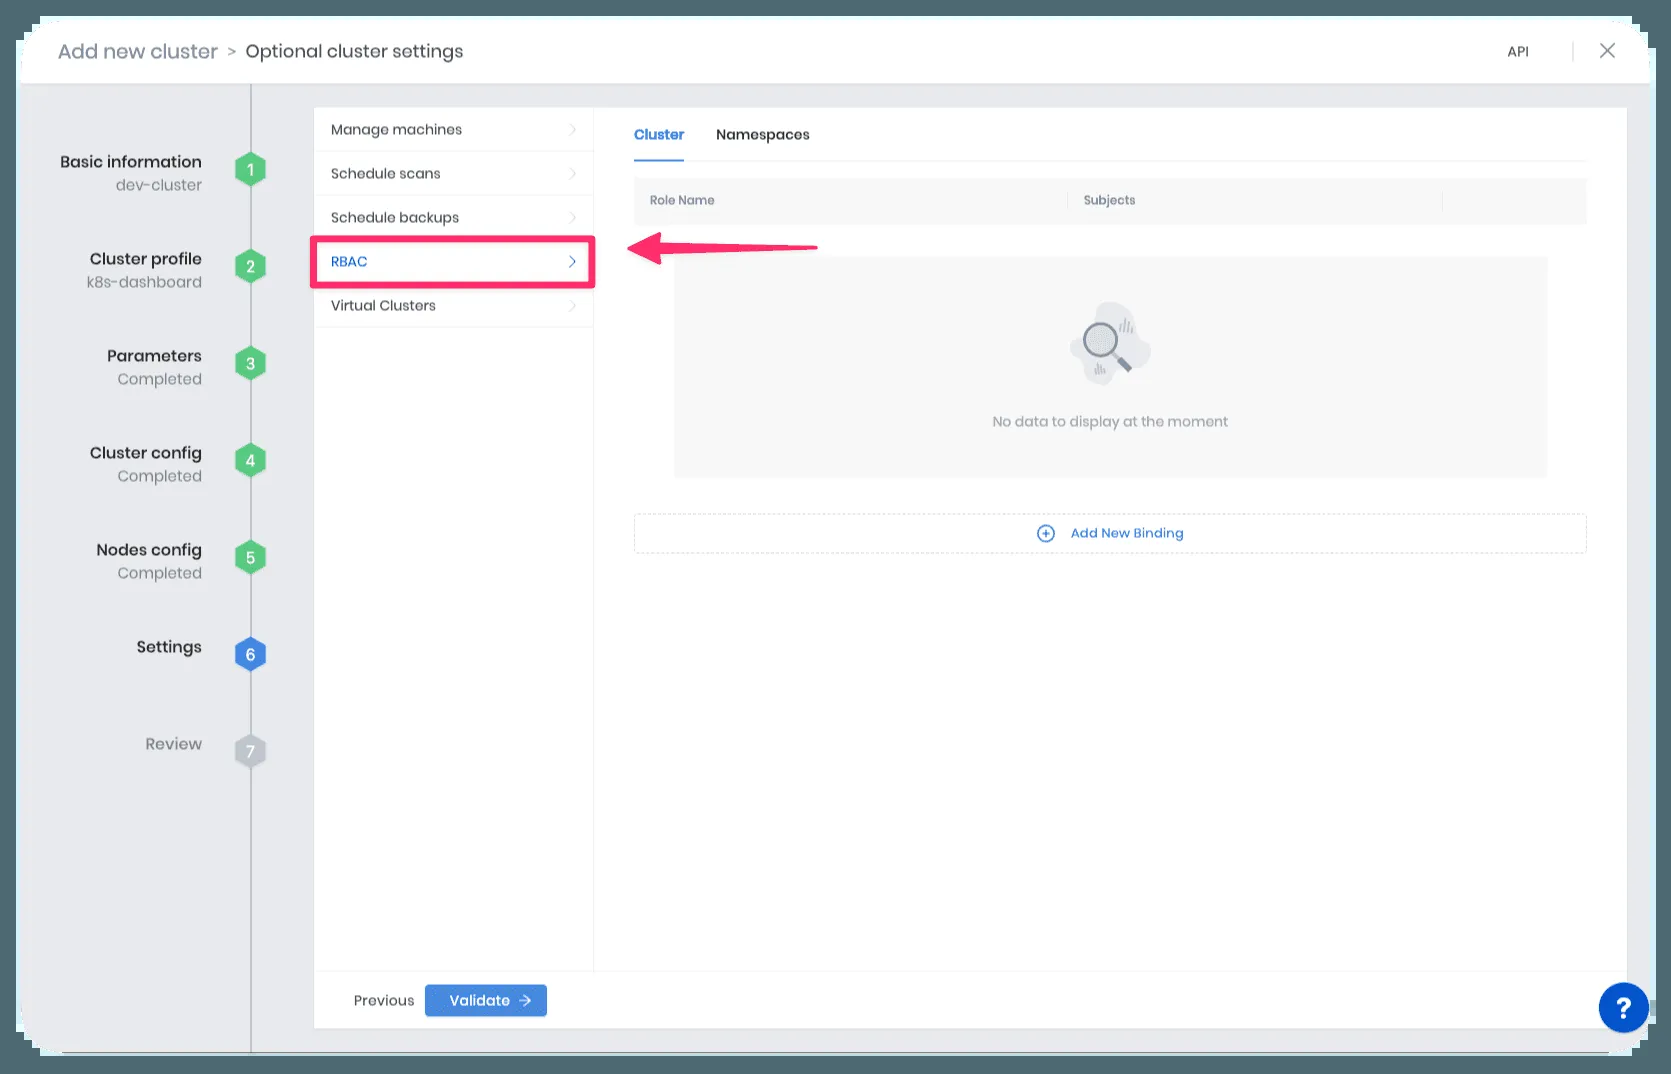 Add new cluster > Optional cluster settings
API
Basic information
dev-cluster
1
Cluster profile
k8s-dashboard
2
Parameters
Completed
3
Cluster config
Completed
4
Nodes config
Completed
5
Settings
6
Review
7
Manage machines
Schedule scans
Schedule backups
RBAC
Virtual Clusters
Cluster
Namespaces
Role Name
Subjects
No data to display at the moment
Add New Binding
Previous
Validate
?